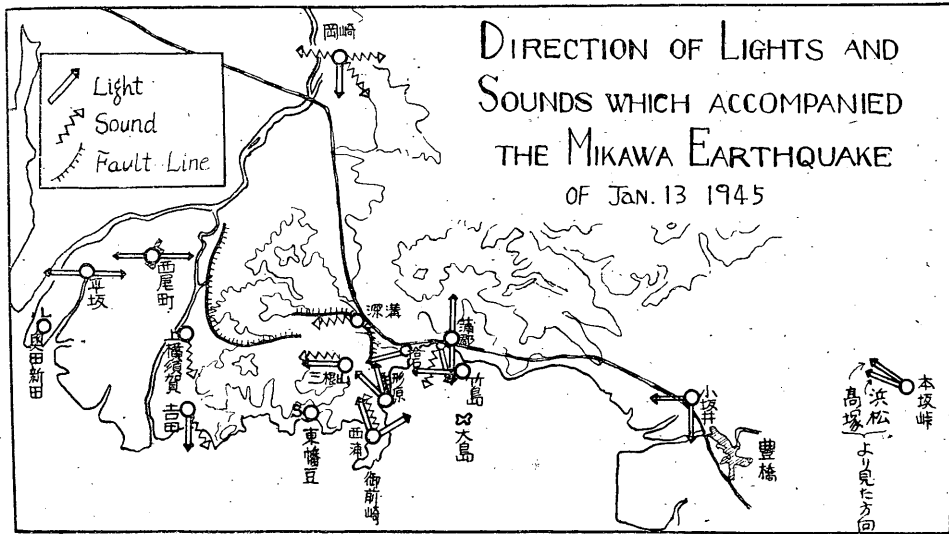 DIRECTION OF LIGHTS AND
SOUNDS WHICH ACCOMPANIED
THE MIKAWA EARTHQUAKE
OF JAN. 13 1945
Light
Sound
Fault Line
岡崎
西尾町
平坂
奥田新田
横須賀
吉田
深溝
三根山
形原
西浦
御前崎
東幡豆
蒲郡
竹島
大島
小坂井
豊橋
本坂峠
浜松
高塚
より見た方向